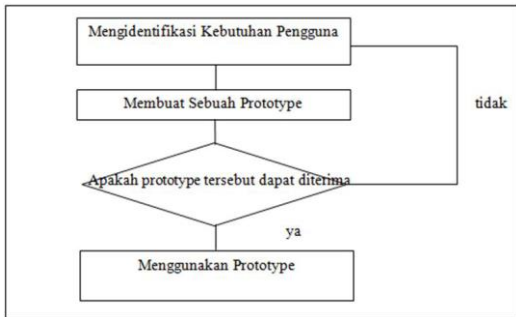 Mengidentifikasi Kebutuhan Pengguna
Membuat Sebuah Prototype
tidak
Apakah prototype tersebut dapat diterima
ya
Menggunakan Prototype